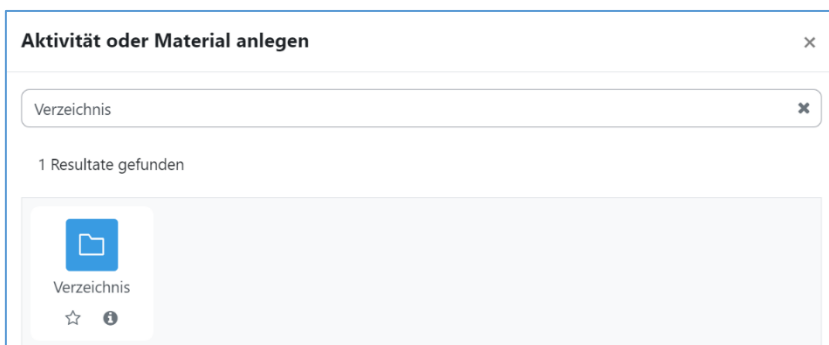 Aktivität oder Material anlegen
Verzeichnis
1 Resultate gefunden
Verzeichnis